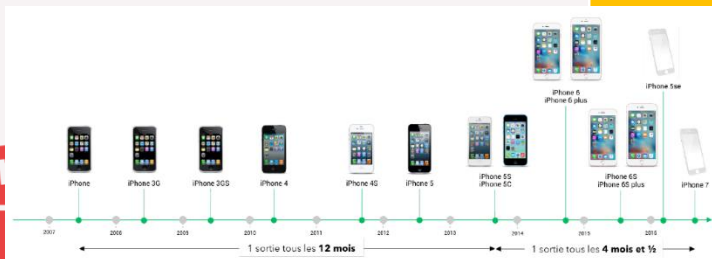 iPhone 6
iPhone 6 plus
iPhone 5se
iPhone
iPhone 3G
iPhone 3GS
iPhone 4
iPhone 4S
iPhone 5
iPhone 5S
iPhone 5C
iPhone 6S
iPhone 6S plus
iPhone 7
2007
2008
2009
2010
2011
2012
2013
2014
2015
2016
1 sortie tous les 12 mois
1 sortie tous les 4 mois et ½